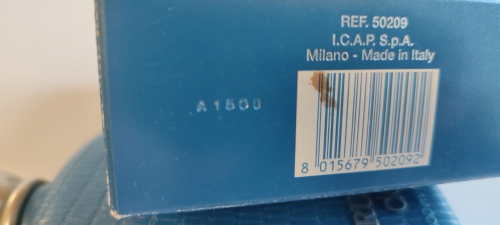 REF. 50209
I.C.A.P. S.p.A.
Milano - Made in Italy
A1500
8 015679 502092